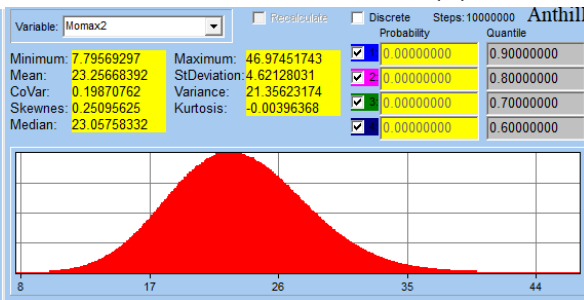 Variable: Momax2 Recalculate Discrete Steps:10000000 Anthill
Probability Quantile
Minimum: 7.79569297 Maximum: 46.97451743 1 0.00000000 0.90000000
Mean: 23.25668392 StDeviation: 4.62128031 2 0.00000000 0.80000000
CoVar: 0.19870762 Variance: 21.35623174 3 0.00000000 0.70000000
Skewnes: 0.25095625 Kurtosis: -0.00396368
Median: 23.05758332 0.00000000 0.60000000
8 17 26 35 44